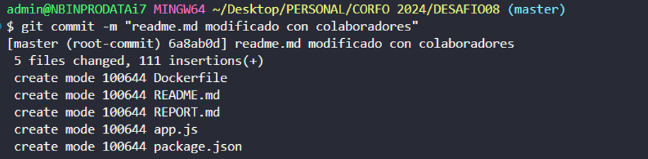 admin@NBINPRODATAi7 MINGW64 ~/Desktop/PERSONAL/CORFO 2024/DESAFIO08 (master)
$ git commit -m "readme.md modificado con colaboradores"
[master (root-commit) 6a8ab0d] readme.md modificado con colaboradores
 5 files changed, 111 insertions(+)
 create mode 100644 Dockerfile
 create mode 100644 README.md
 create mode 100644 REPORT.md
 create mode 100644 app.js
 create mode 100644 package.json